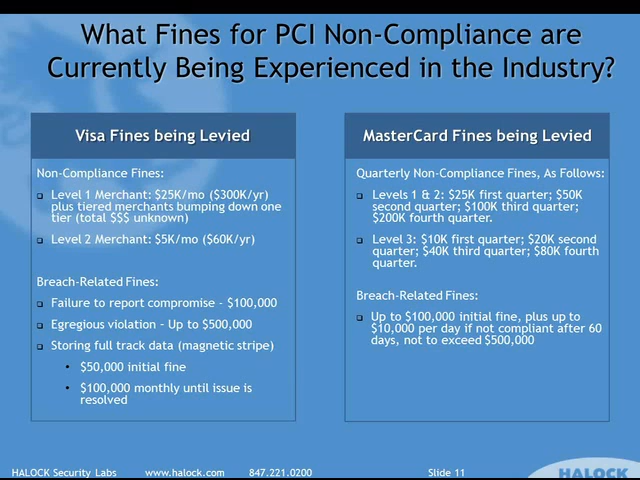 What Fines for PCI Non-Compliance are
Currently Being Experienced in the Industry?
Visa Fines being Levied
Non-Compliance Fines:
Level 1 Merchant: $25K/mo ($300K/yr)
plus tiered merchants bumping down one
tier (total $$$ unknown)
Level 2 Merchant: $5K/mo ($60K/yr)
Breach-Related Fines:
Failure to report compromise - $100,000
Egregious violation - Up to $500,000
Storing full track data (magnetic stripe)
$50,000 initial fine
$100,000 monthly until issue is
resolved
MasterCard Fines being Levied
Quarterly Non-Compliance Fines, As Follows:
Levels 1 & 2: $25K first quarter; $50K
second quarter; $100K third quarter;
$200K fourth quarter.
Level 3: $10K first quarter; $20K second
quarter; $40K third quarter; $80K fourth
quarter.
Breach-Related Fines:
Up to $100,000 initial fine, plus up to
$10,000 per day if not compliant after 60
days, not to exceed $500,000
HALOCK Security Labs www.halock.com 847.221.0200 Slide 11
HALOCK